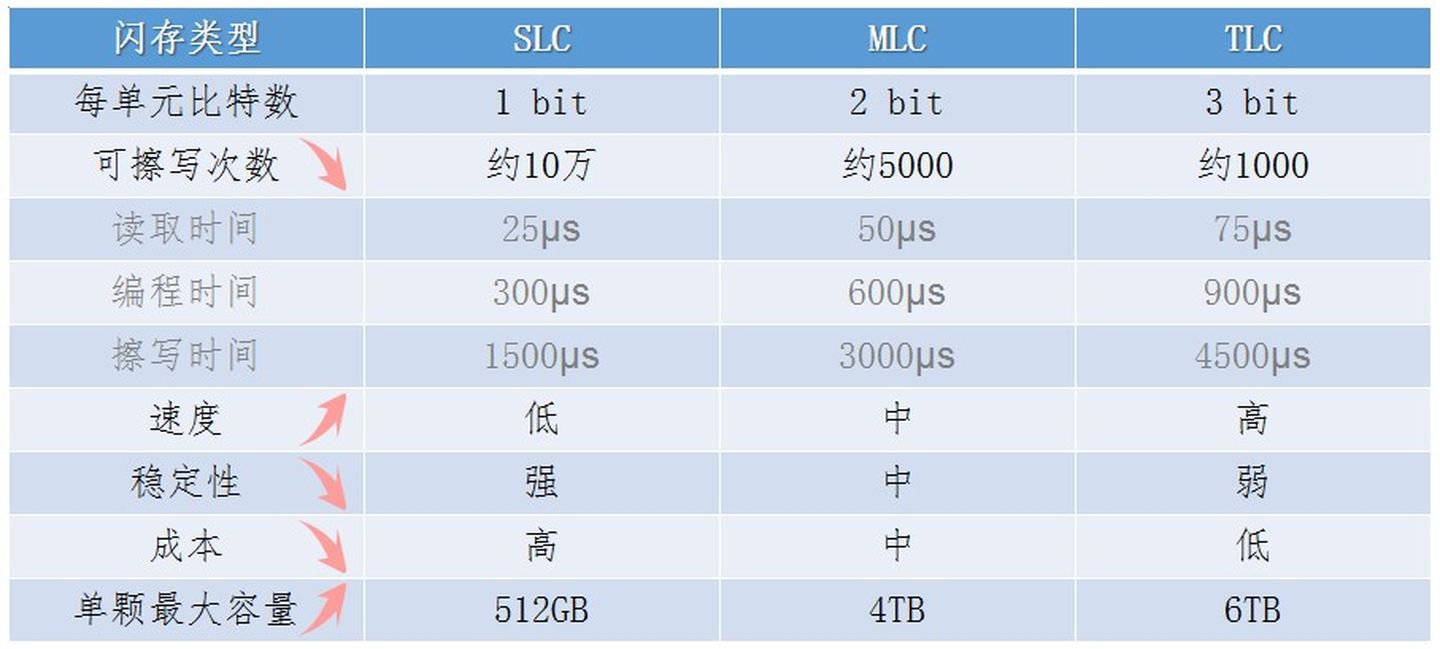 闪存类型 SLC MLC TLC
每单元比特数 1 bit 2 bit 3 bit
可擦写次数 约10万 约5000 约1000
读取时间 25μs 50μs 75μs
编程时间 300μs 600μs 900μs
擦写时间 1500μs 3000μs 4500μs
速度 低 中 高
稳定性 强 中 弱
成本 高 中 低
单颗最大容量 512GB 4TB 6TB